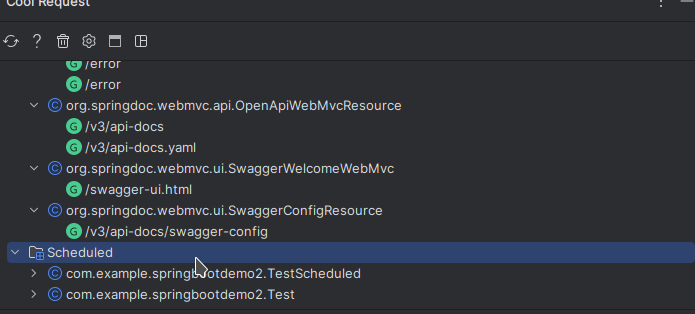 Cool Request
G /error
G /error
C org.springdoc.webmvc.api.OpenApiWebMvcResource
G /v3/api-docs
G /v3/api-docs.yaml
C org.springdoc.webmvc.ui.SwaggerWelcomeWebMvc
G /swagger-ui.html
C org.springdoc.webmvc.ui.SwaggerConfigResource
G /v3/api-docs/swagger-config
Scheduled
C com.example.springbootdemo2.TestScheduled
C com.example.springbootdemo2.Test